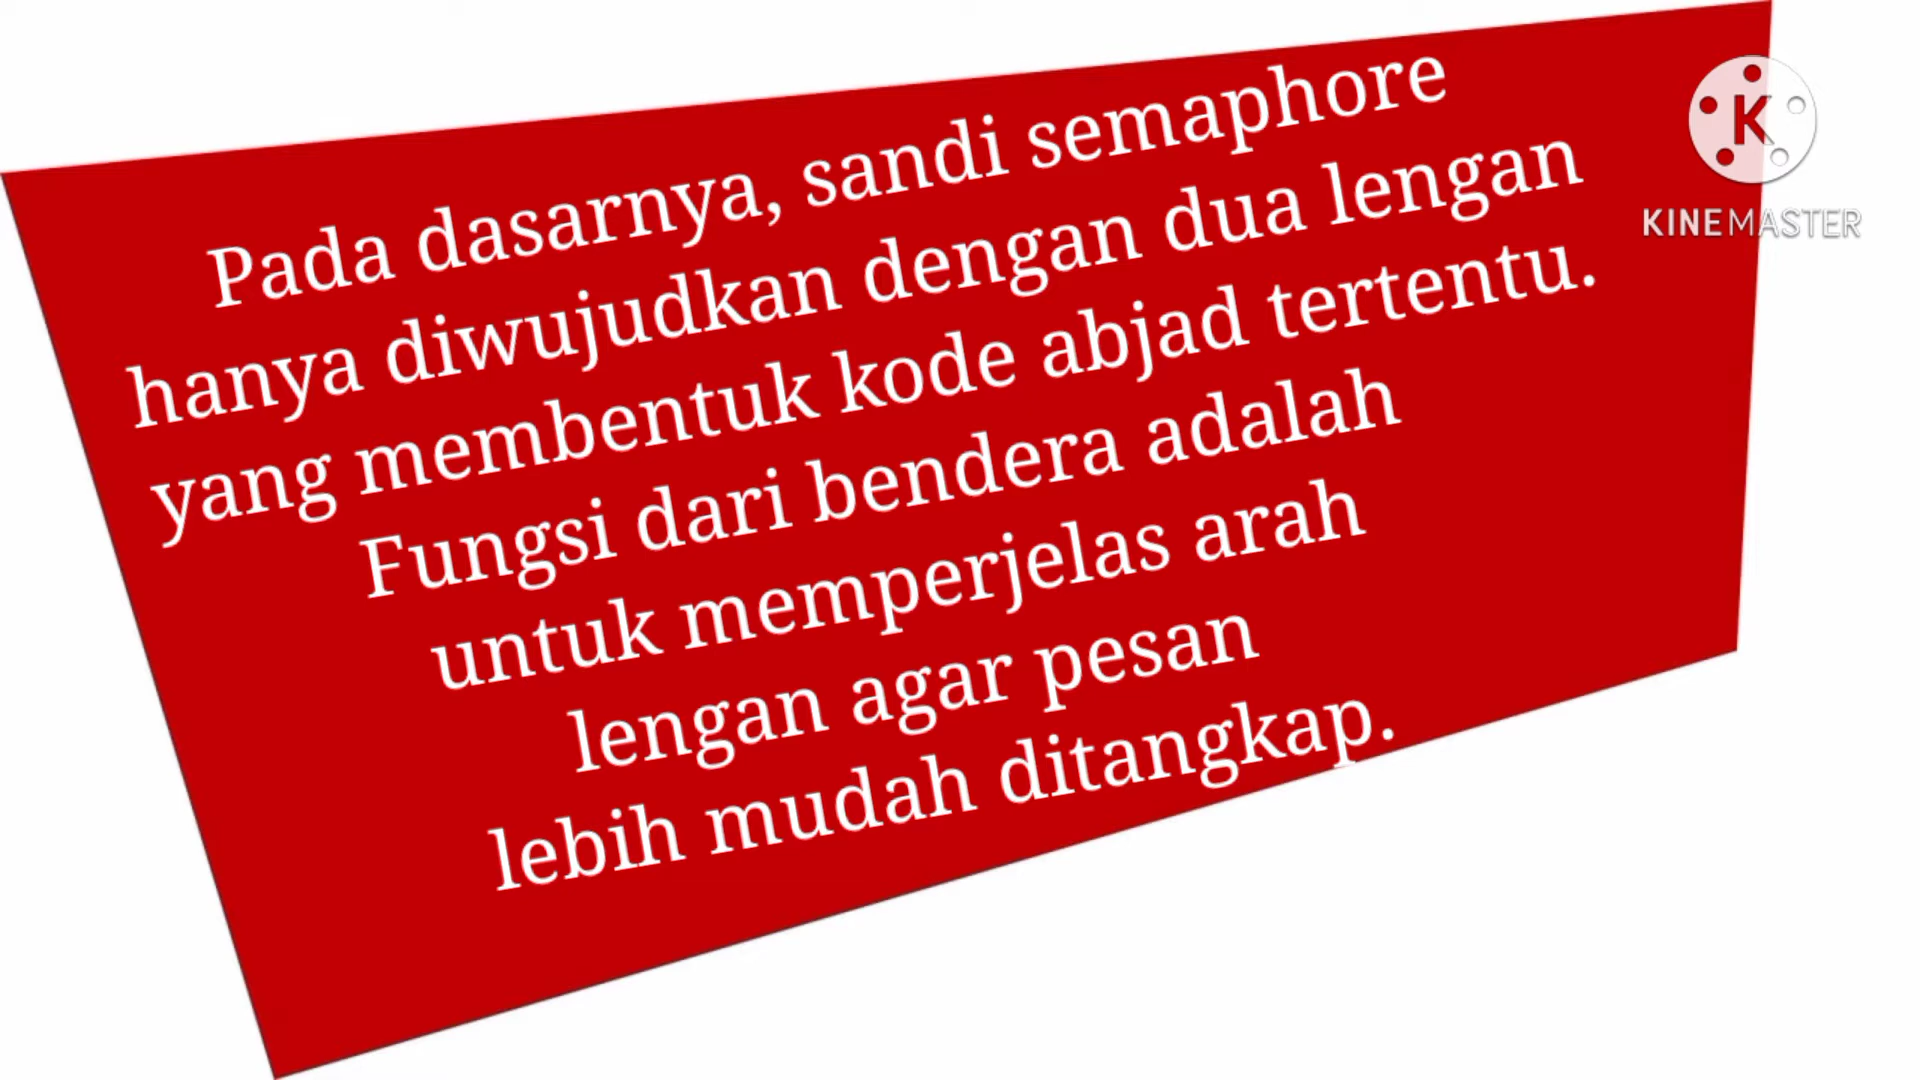 Pada dasarnya, sandi semaphore
hanya diwujudkan dengan dua lengan
yang membentuk kode abjad tertentu.
Fungsi dari bendera adalah
untuk memperjelas arah
lengan agar pesan
lebih mudah ditangkap.
K
KINEMASTER